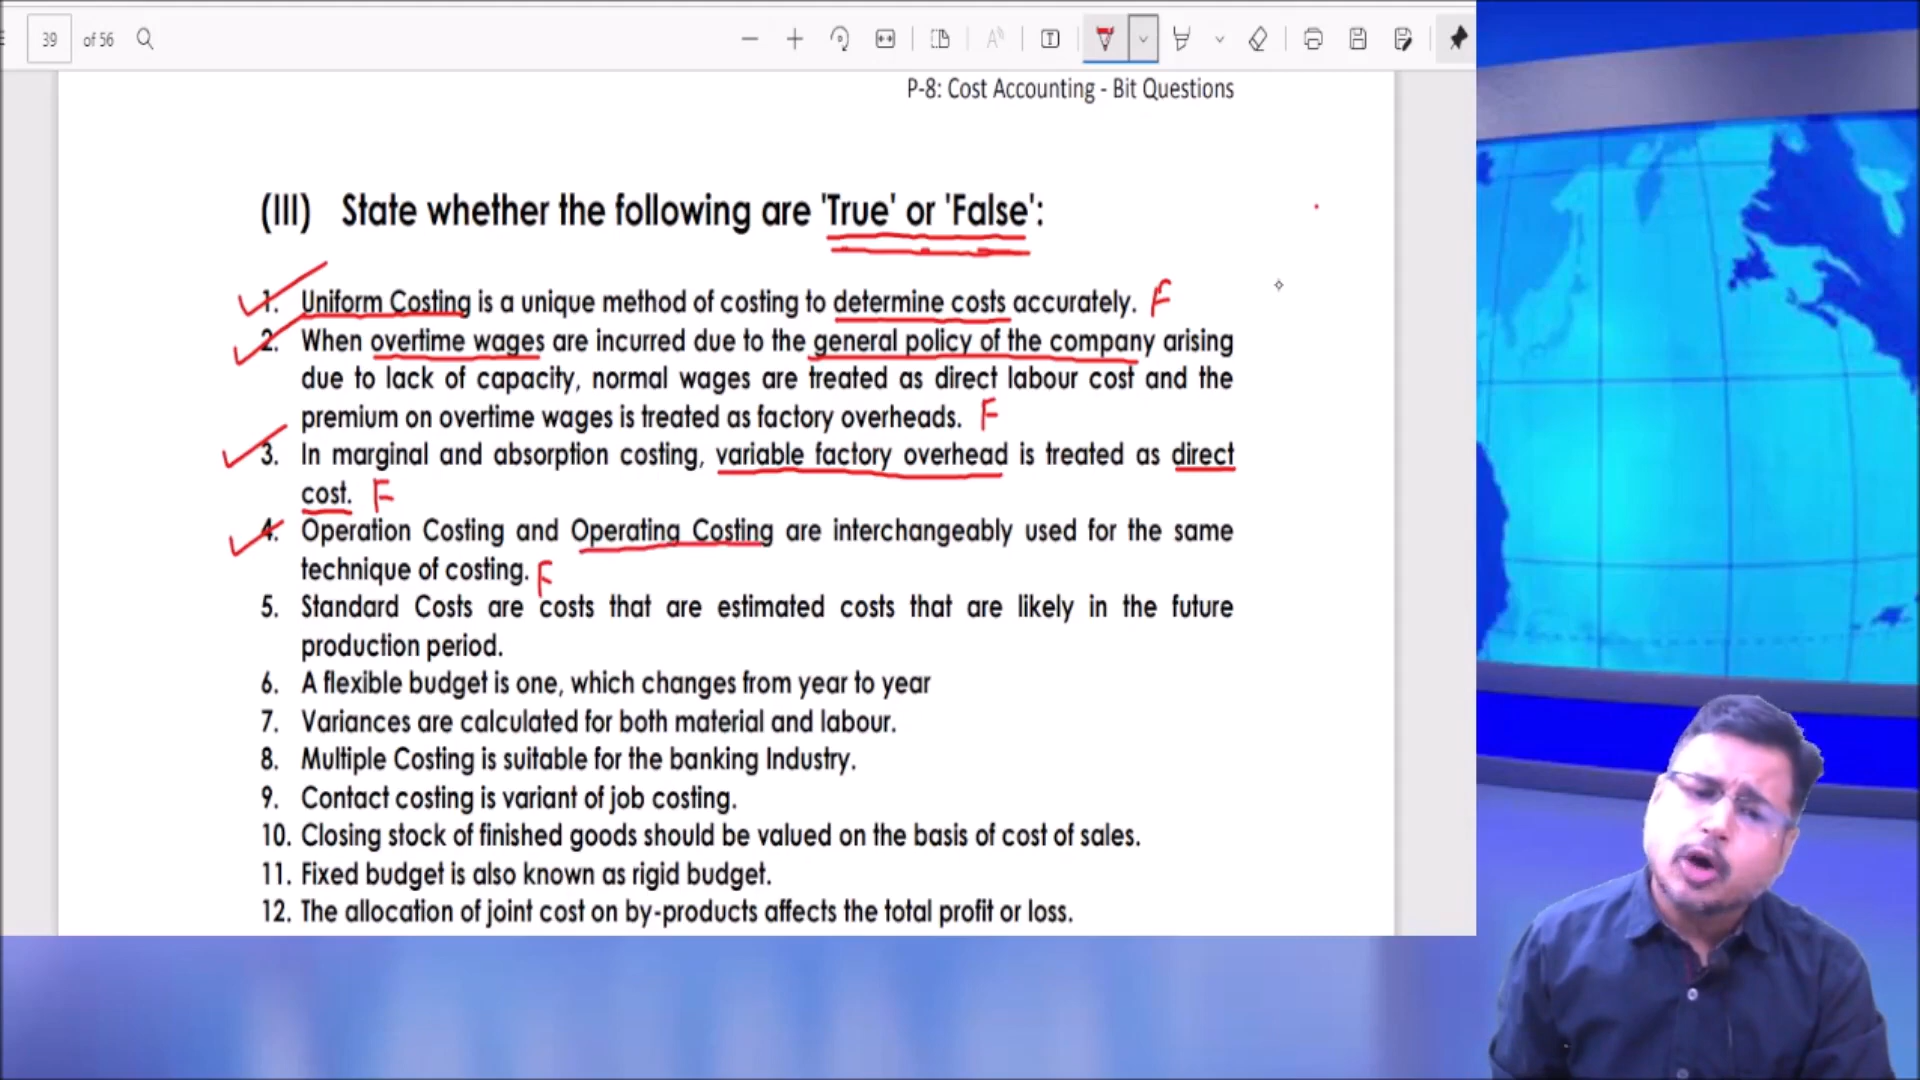 39 of 56
P-8: Cost Accounting - Bit Questions
(III) State whether the following are 'True' or 'False':
1. Uniform Costing is a unique method of costing to determine costs accurately. F
2. When overtime wages are incurred due to the general policy of the company arising
due to lack of capacity, normal wages are treated as direct labour cost and the
premium on overtime wages is treated as factory overheads. F
3. In marginal and absorption costing, variable factory overhead is treated as direct
cost. F
4. Operation Costing and Operating Costing are interchangeably used for the same
technique of costing. F
5. Standard Costs are costs that are estimated costs that are likely in the future
production period.
6. A flexible budget is one, which changes from year to year
7. Variances are calculated for both material and labour.
8. Multiple Costing is suitable for the banking Industry.
9. Contact costing is variant of job costing.
10. Closing stock of finished goods should be valued on the basis of cost of sales.
11. Fixed budget is also known as rigid budget.
12. The allocation of joint cost on by-products affects the total profit or loss.